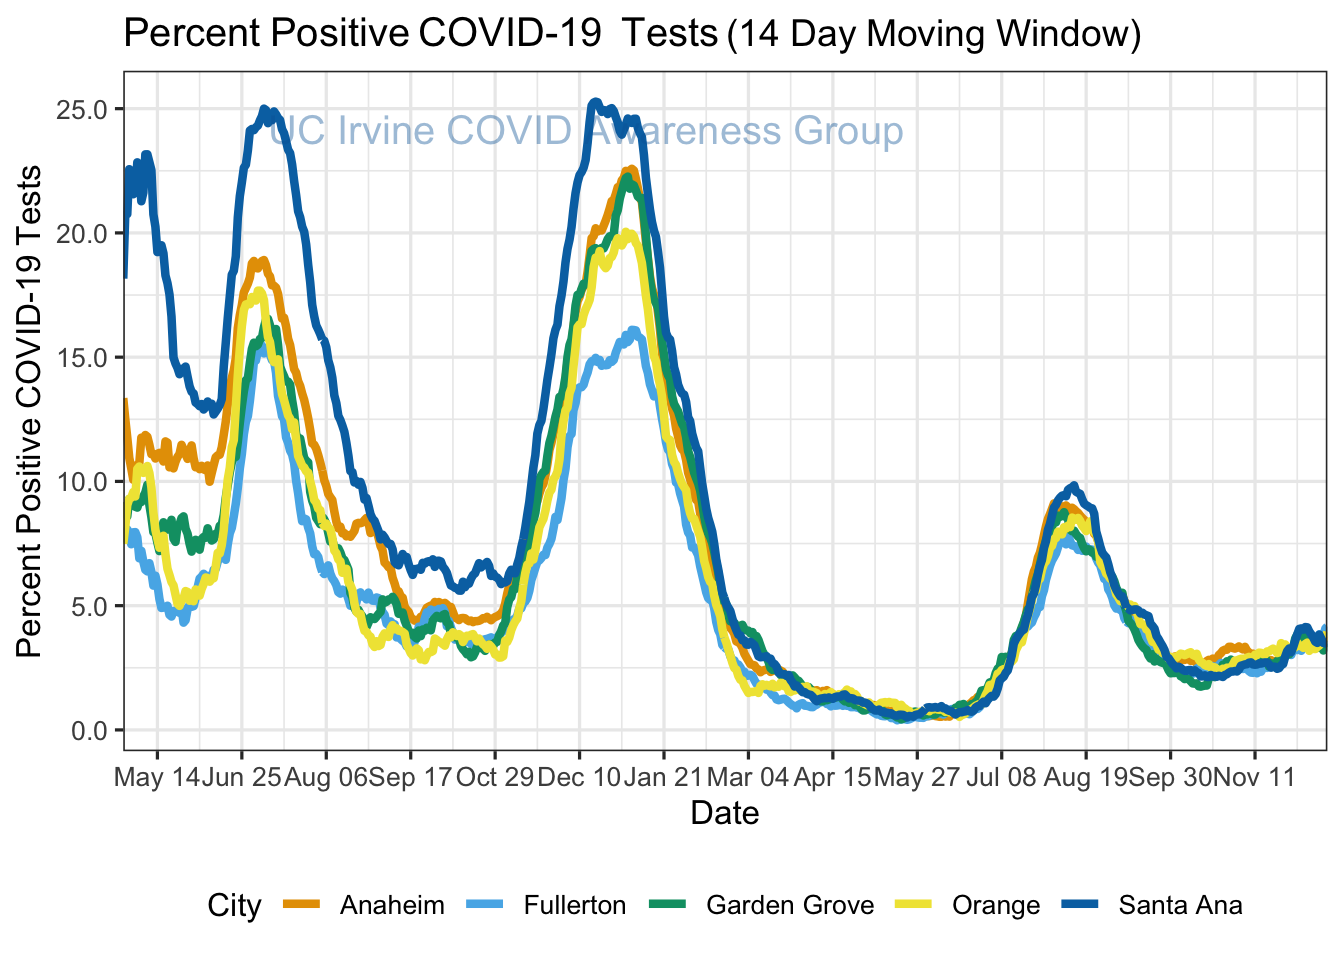 Percent Positive COVID-19  Tests (14 Day Moving Window)
UC Irvine COVID Awareness Group
Percent Positive COVID-19 Tests
25.0
20.0
15.0
10.0
5.0
0.0
May 14 Jun 25 Aug 06 Sep 17 Oct 29 Dec 10 Jan 21 Mar 04 Apr 15 May 27 Jul 08 Aug 19 Sep 30 Nov 11
Date
City Anaheim Fullerton Garden Grove Orange Santa Ana